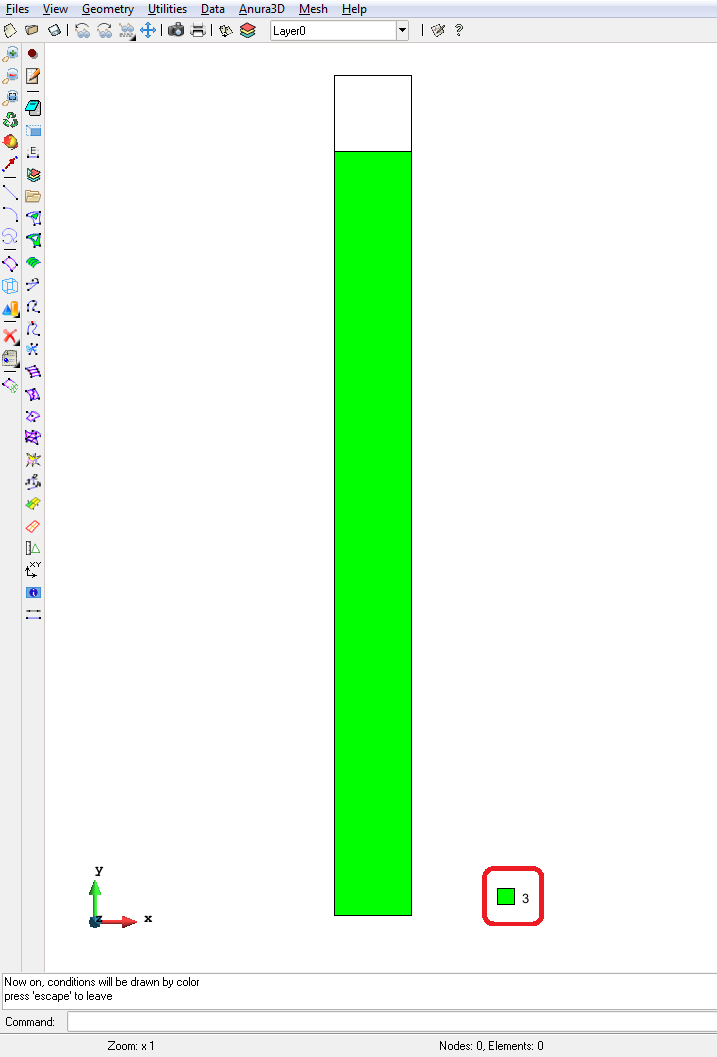 Files View Geometry Utilities Data Anura3D Mesh Help
Layer0
?
E
XY
y
z x
3
Now on, conditions will be drawn by color
press 'escape' to leave
Command:
Zoom: x 1 Nodes: 0, Elements: 0